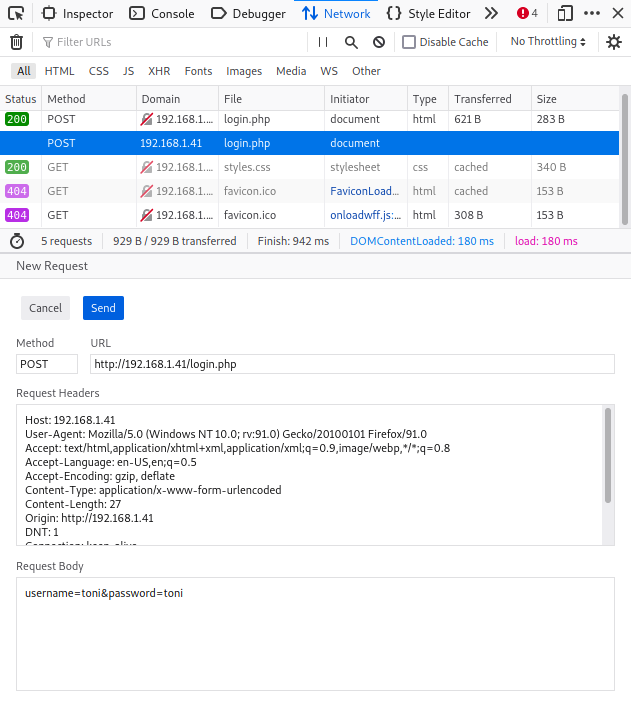 Inspector Console Debugger Network Style Editor 4
Filter URLs Disable Cache No Throttling
All HTML CSS JS XHR Fonts Images Media WS Other
Status Method Domain File Initiator Type Transferred Size
200 POST 192.168.1.… login.php document html 621 B 283 B
POST 192.168.1.41 login.php document
200 GET 192.168.1.… styles.css stylesheet css cached 340 B
404 GET 192.168.1.… favicon.ico FaviconLoad… html cached 153 B
404 GET 192.168.1.… favicon.ico onloadwff.js:… html 308 B 153 B
5 requests 929 B / 929 B transferred Finish: 942 ms DOMContentLoaded: 180 ms load: 180 ms
New Request
Cancel Send
Method URL
POST http://192.168.1.41/login.php
Request Headers
Host: 192.168.1.41
User-Agent: Mozilla/5.0 (Windows NT 10.0; rv:91.0) Gecko/20100101 Firefox/91.0
Accept: text/html,application/xhtml+xml,application/xml;q=0.9,image/webp,*/*;q=0.8
Accept-Language: en-US,en;q=0.5
Accept-Encoding: gzip, deflate
Content-Type: application/x-www-form-urlencoded
Content-Length: 27
Origin: http://192.168.1.41
DNT: 1
Connection: keep-alive
Request Body
username=toni&password=toni